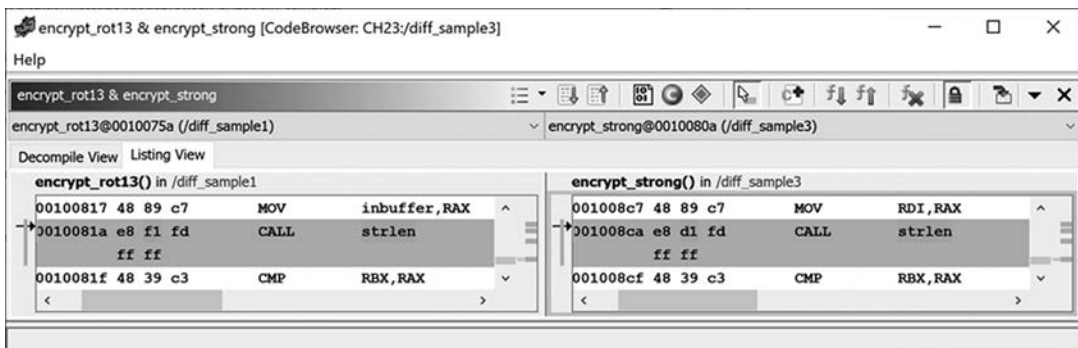 encrypt_rot13 & encrypt_strong [CodeBrowser: CH23:/diff_sample3]
Help
encrypt_rot13 & encrypt_strong
encrypt_rot13@0010075a (/diff_sample1) encrypt_strong@0010080a (/diff_sample3)
Decompile View Listing View
encrypt_rot13() in /diff_sample1 encrypt_strong() in /diff_sample3
00100817 48 89 c7 MOV inbuffer,RAX 001008c7 48 89 c7 MOV RDI,RAX
0010081a e8 f1 fd CALL strlen 001008ca e8 d1 fd CALL strlen
ff ff ff ff
0010081f 48 39 c3 CMP RBX,RAX 001008cf 48 39 c3 CMP RBX,RAX